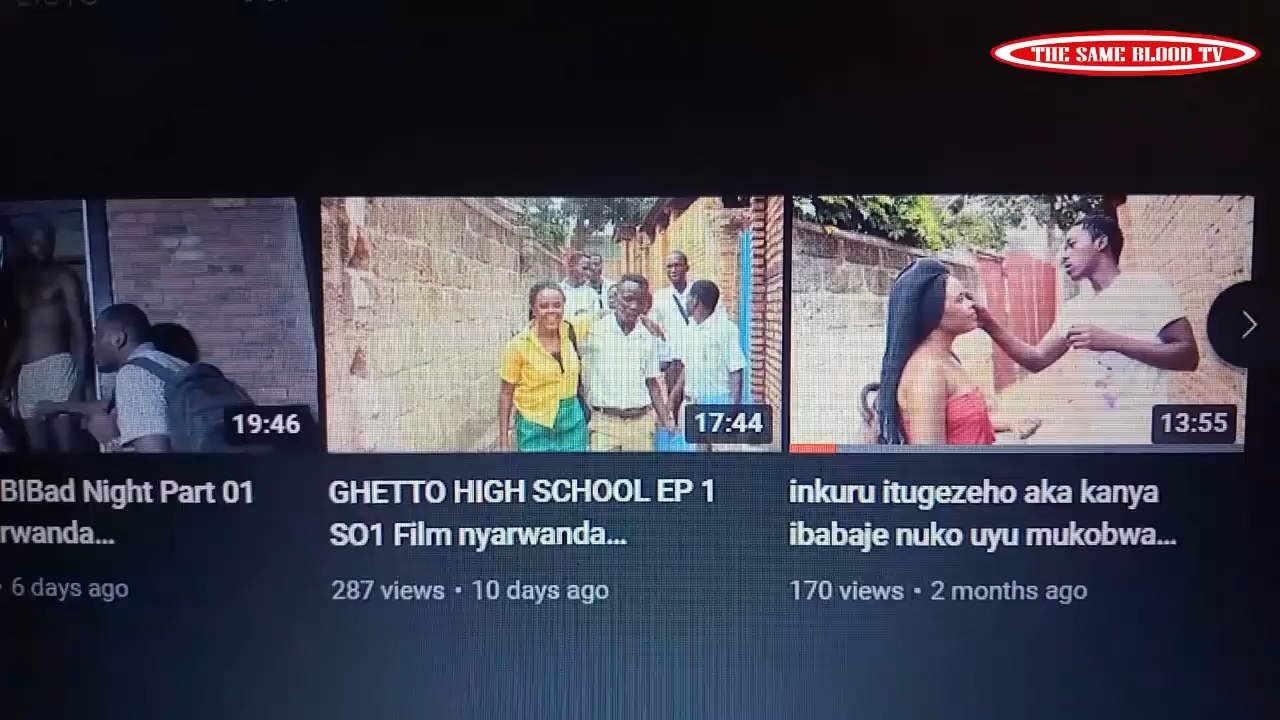 THE SAME BLOOD TV
19:46
17:44
13:55
BIBad Night Part 01
rwanda...
• 6 days ago
GHETTO HIGH SCHOOL EP 1
SO1 Film nyarwanda...
287 views • 10 days ago
inkuru itugezeho aka kanya
ibabaje nuko uyu mukobwa...
170 views • 2 months ago